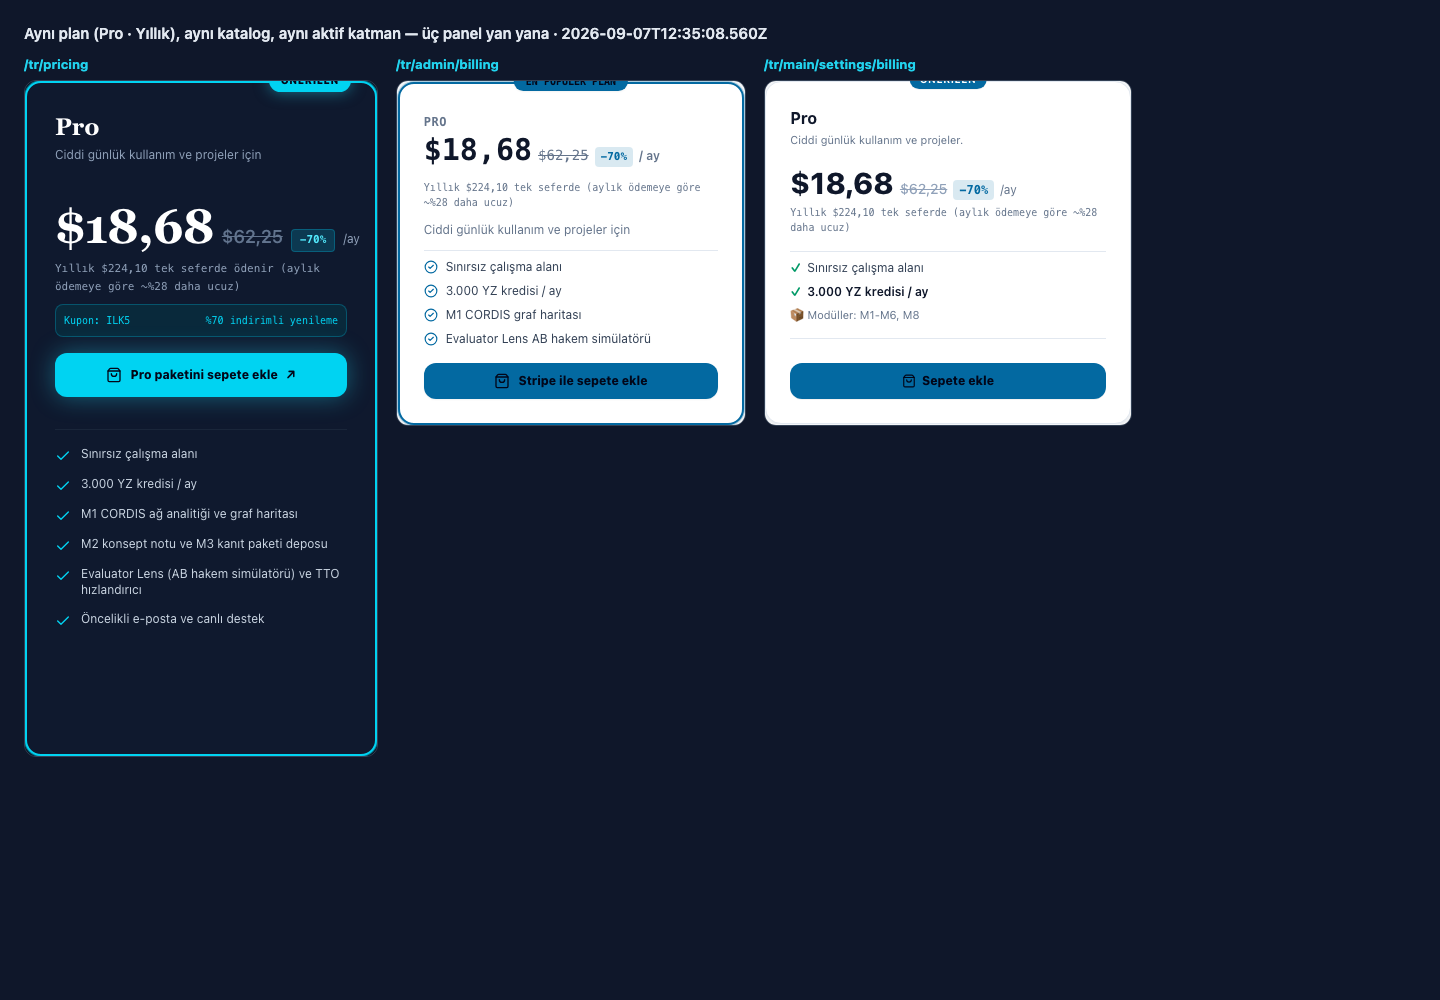 Aynı plan (Pro · Yıllık), aynı katalog, aynı aktif katman — üç panel yan yana · 2026-09-07T12:35:08.560Z
/tr/pricing
Pro
Ciddi günlük kullanım ve projeler için
$18,68 $62,25 −70% /ay
Yıllık $224,10 tek seferde ödenir (aylık
ödemeye göre ~%28 daha ucuz)
Kupon: ILK5 %70 indirimli yenileme
Pro paketini sepete ekle ↗
Sınırsız çalışma alanı
3.000 YZ kredisi / ay
M1 CORDIS ağ analitiği ve graf haritası
M2 konsept notu ve M3 kanıt paketi deposu
Evaluator Lens (AB hakem simülatörü) ve TTO
hızlandırıcı
Öncelikli e-posta ve canlı destek
/tr/admin/billing
EN POPÜLER PLAN
PRO
$18,68 $62,25 −70% / ay
Yıllık $224,10 tek seferde (aylık ödemeye göre
~%28 daha ucuz)
Ciddi günlük kullanım ve projeler için
Sınırsız çalışma alanı
3.000 YZ kredisi / ay
M1 CORDIS graf haritası
Evaluator Lens AB hakem simülatörü
Stripe ile sepete ekle
/tr/main/settings/billing
Pro
Ciddi günlük kullanım ve projeler.
$18,68 $62,25 −70% /ay
Yıllık $224,10 tek seferde (aylık ödemeye göre ~%28
daha ucuz)
Sınırsız çalışma alanı
3.000 YZ kredisi / ay
Modüller: M1-M6, M8
Sepete ekle